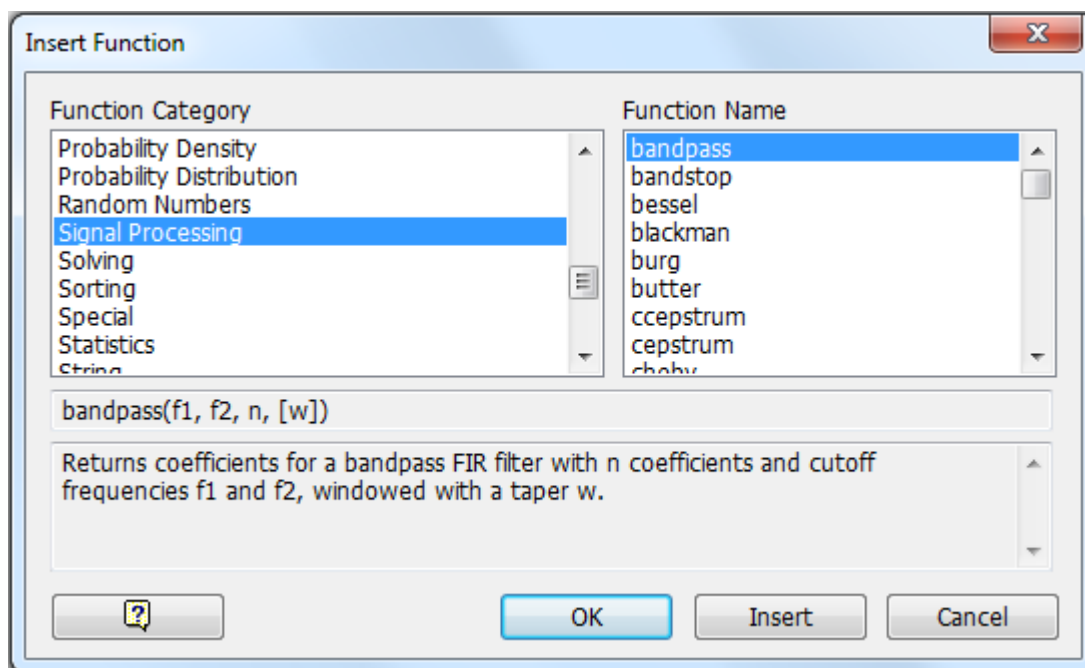 Insert Function
Function Category
Probability Density
Probability Distribution
Random Numbers
Signal Processing
Solving
Sorting
Special
Statistics
String
Function Name
bandpass
bandstop
bessel
blackman
burg
butter
ccepstrum
cepstrum
cheby
bandpass(f1, f2, n, [w])
Returns coefficients for a bandpass FIR filter with n coefficients and cutoff
frequencies f1 and f2, windowed with a taper w.
?
OK
Insert
Cancel